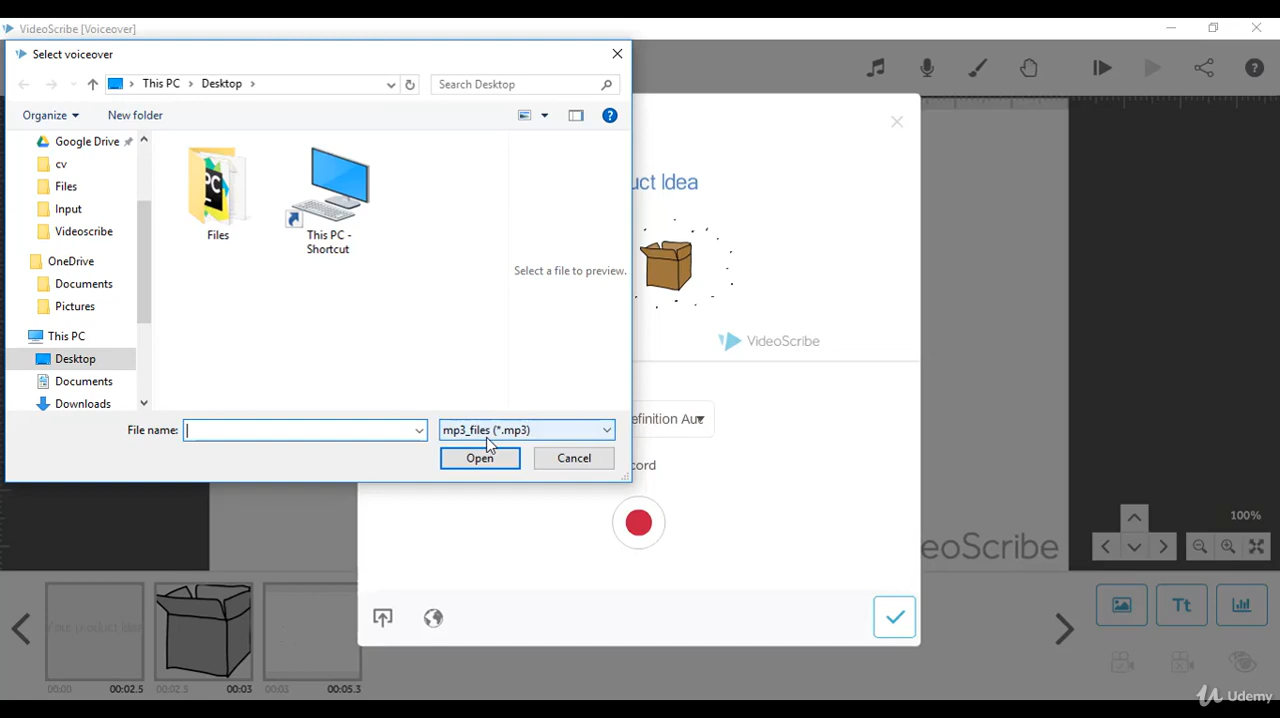 VideoScribe [Voiceover]
Select voiceover
This PC
Desktop
Search Desktop
Organize
New folder
Google Drive
cv
Files
Input
Videoscribe
OneDrive
Documents
Pictures
This PC
Desktop
Documents
Downloads
PC
Files
This PC -
Shortcut
Select a file to preview.
File name:
mp3_files (*.mp3)
Open
Cancel
uct Idea
VideoScribe
efinition Au
cord
eoScribe
100%
Tt
00:00
00:02.5
00:02.5
00:03
00:01
00:05.3
Udemy